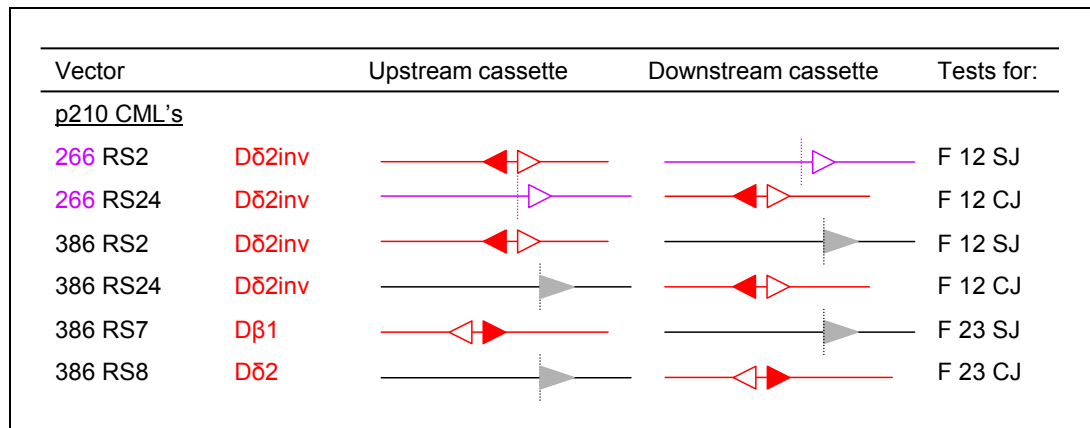 Vector Upstream cassette Downstream cassette Tests for:
p210 CML's
266 RS2 Dδ2inv F 12 SJ
266 RS24 Dδ2inv F 12 CJ
386 RS2 Dδ2inv F 12 SJ
386 RS24 Dδ2inv F 12 CJ
386 RS7 Dβ1 F 23 SJ
386 RS8 Dδ2 F 23 CJ